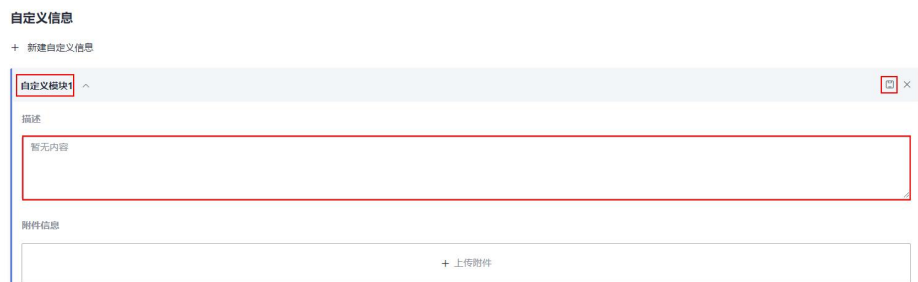 自定义信息
+ 新建自定义信息
自定义模块1
描述
暂无内容
附件信息
+ 上传附件